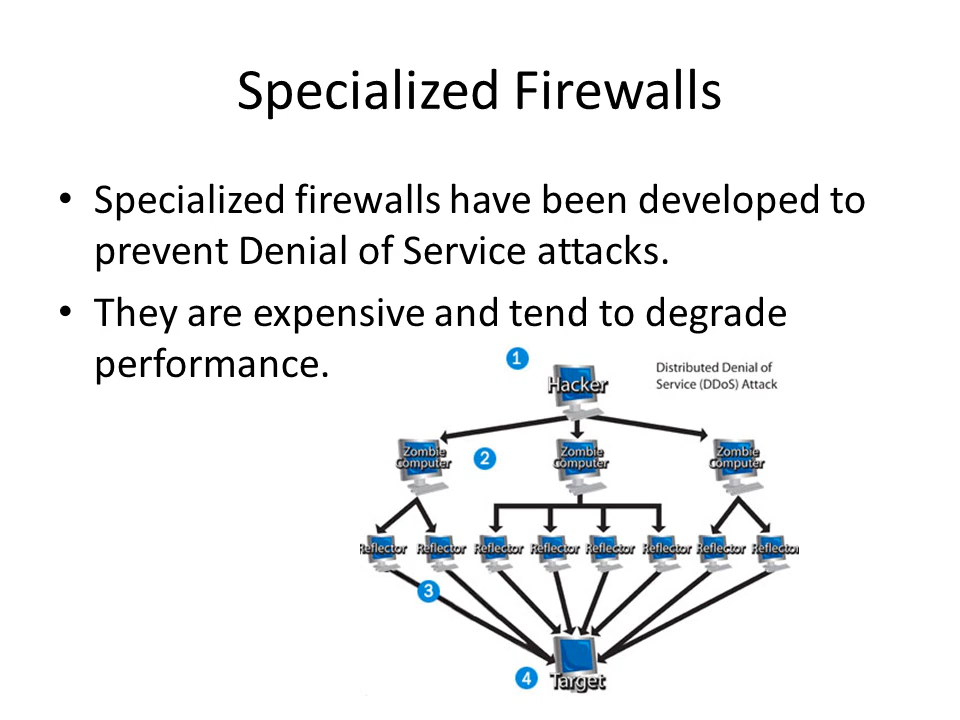 Specialized Firewalls
• Specialized firewalls have been developed to
prevent Denial of Service attacks.
• They are expensive and tend to degrade
performance.
1
Hacker
Distributed Denial of
Service (DDoS) Attack
Zombie
Computer
2
Zombie
Computer
Zombie
Computer
Reflector
Reflector
Reflector
Reflector
Reflector
Reflector
Reflector
Reflector
3
4
Target